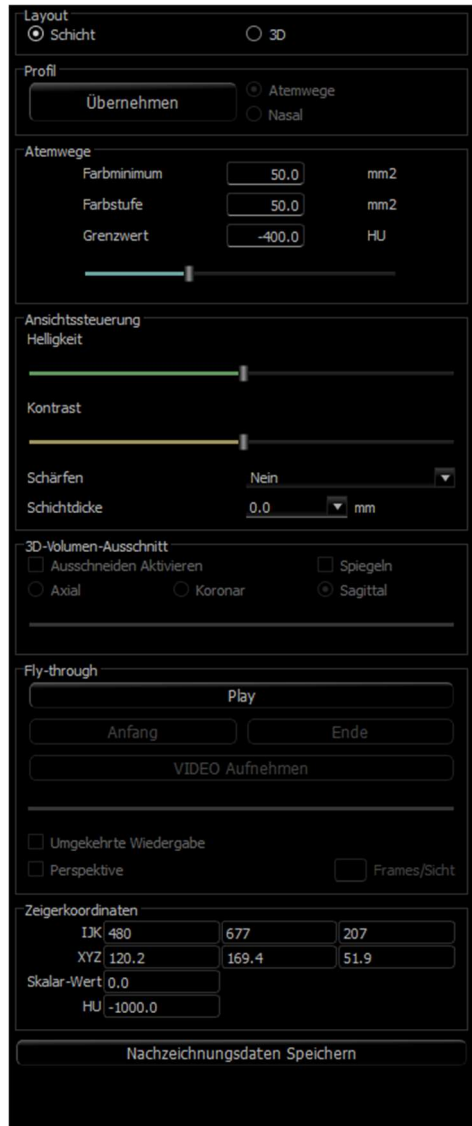 Layout
Schicht 3D
Profil
Übernehmen
Atemwege
Nasal
Atemwege
Farbminimum 50.0 mm2
Farbstufe 50.0 mm2
Grenzwert -400.0 HU
Ansichtssteuerung
Helligkeit
Kontrast
Schärfen Nein
Schichtdicke 0.0 mm
3D-Volumen-Ausschnitt
Ausschneiden Aktivieren Spiegeln
Axial Koronar Sagittal
Fly-through
Play
Anfang Ende
VIDEO Aufnehmen
Umgekehrte Wiedergabe
Perspektive Frames/Sicht
Zeigerkoordinaten
IJK 480 677 207
XYZ 120.2 169.4 51.9
Skalar-Wert 0.0
HU -1000.0
Nachzeichnungsdaten Speichern